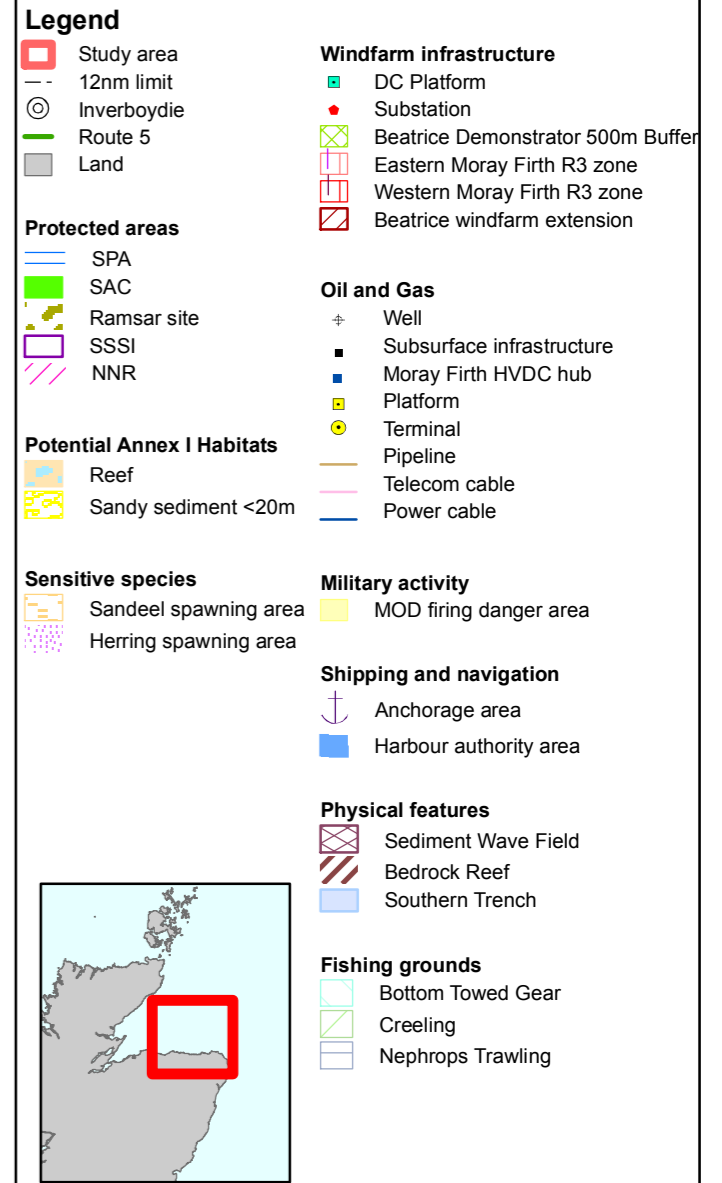 Legend
Study area
12nm limit
Inverboydie
Route 5
Land
Protected areas
SPA
SAC
Ramsar site
SSSI
NNR
Potential Annex I Habitats
Reef
Sandy sediment <20m
Sensitive species
Sandeel spawning area
Herring spawning area
Windfarm infrastructure
DC Platform
Substation
Beatrice Demonstrator 500m Buffer
Eastern Moray Firth R3 zone
Western Moray Firth R3 zone
Beatrice windfarm extension
Oil and Gas
Well
Subsurface infrastructure
Moray Firth HVDC hub
Platform
Terminal
Pipeline
Telecom cable
Power cable
Military activity
MOD firing danger area
Shipping and navigation
Anchorage area
Harbour authority area
Physical features
Sediment Wave Field
Bedrock Reef
Southern Trench
Fishing grounds
Bottom Towed Gear
Creeling
Nephrops Trawling